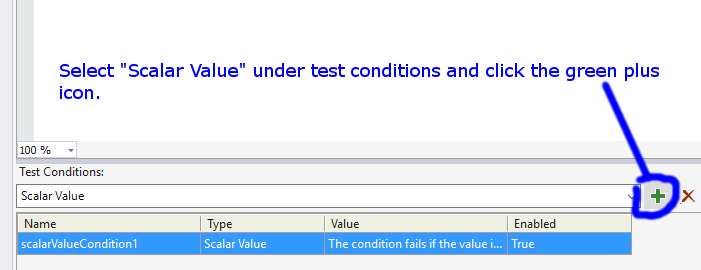 Select "Scalar Value" under test conditions and click the green plus
icon.
100 %
Test Conditions:
Scalar Value
Name Type Value Enabled
scalarValueCondition1 Scalar Value The condition fails if the value i... True